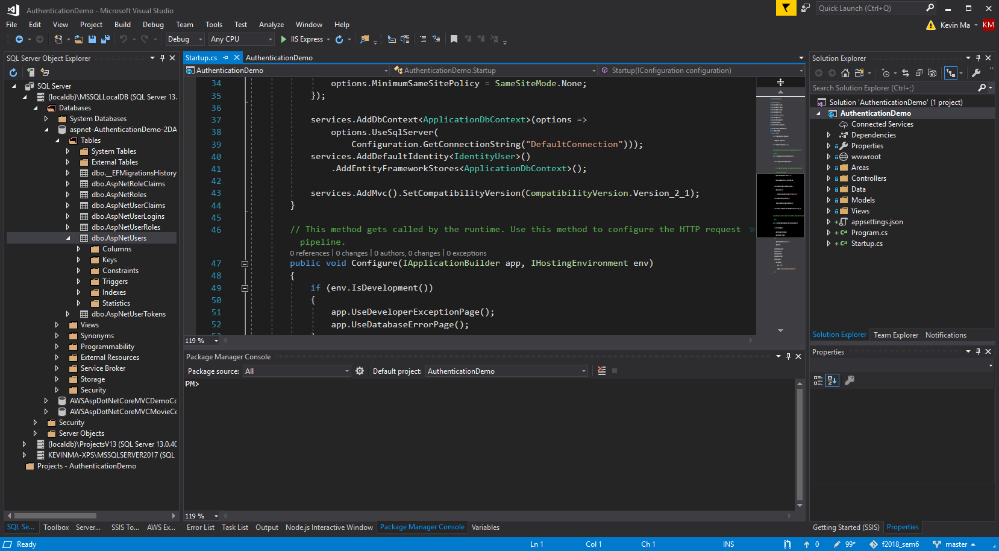 AuthenticationDemo - Microsoft Visual Studio
Quick Launch (Ctrl+Q)
File Edit View Project Build Debug Team Tools Test Analyze Window Help
Kevin Ma KM
Debug Any CPU IIS Express
SQL Server Object Explorer
SQL Server
(localdb)\MSSQLLocalDB (SQL Server 13.
Databases
System Databases
aspnet-AuthenticationDemo-2DA
Tables
System Tables
External Tables
dbo.__EFMigrationsHistory
dbo.AspNetRoleClaims
dbo.AspNetRoles
dbo.AspNetUserClaims
dbo.AspNetUserLogins
dbo.AspNetUserRoles
dbo.AspNetUsers
Columns
Keys
Constraints
Triggers
Indexes
Statistics
dbo.AspNetUserTokens
Views
Synonyms
Programmability
External Resources
Service Broker
Storage
Security
AWSAspDotNetCoreMVCDemoCo
AWSAspDotNetCoreMVCMovieCo
Security
Server Objects
(localdb)\ProjectsV13 (SQL Server 13.0.40
KEVINMA-XPS\MSSQLSERVER2017 (SQL
Projects - AuthenticationDemo
SQL Se... Toolbox Server... SSIS To... AWS Ex...
Startup.cs AuthenticationDemo
AuthenticationDemo AuthenticationDemo.Startup Startup(IConfiguration configuration)
34 options.MinimumSameSitePolicy = SameSiteMode.None;
35 });
36
37 services.AddDbContext<ApplicationDbContext>(options =>
38 options.UseSqlServer(
39 Configuration.GetConnectionString("DefaultConnection")));
40 services.AddDefaultIdentity<IdentityUser>()
41 .AddEntityFrameworkStores<ApplicationDbContext>();
42
43 services.AddMvc().SetCompatibilityVersion(CompatibilityVersion.Version_2_1);
44 }
45
46 // This method gets called by the runtime. Use this method to configure the HTTP request
pipeline.
0 references | 0 changes | 0 authors, 0 changes | 0 exceptions
47 public void Configure(IApplicationBuilder app, IHostingEnvironment env)
48 {
49 if (env.IsDevelopment())
50 {
51 app.UseDeveloperExceptionPage();
52 app.UseDatabaseErrorPage();
119 %
Package Manager Console
Package source: All Default project: AuthenticationDemo
PM>
119 %
Error List Task List Output Node.js Interactive Window Package Manager Console Variables
Solution Explorer
Search Solution Explorer (Ctrl+;)
Solution 'AuthenticationDemo' (1 project)
AuthenticationDemo
Connected Services
Dependencies
Properties
wwwroot
Areas
Controllers
Data
Models
Views
appsettings.json
C# Program.cs
C# Startup.cs
Solution Explorer Team Explorer Notifications
Properties
Getting Started (SSIS) Properties
Ready Ln 1 Col 1 Ch 1 INS 0 99* f2018_sem6 master